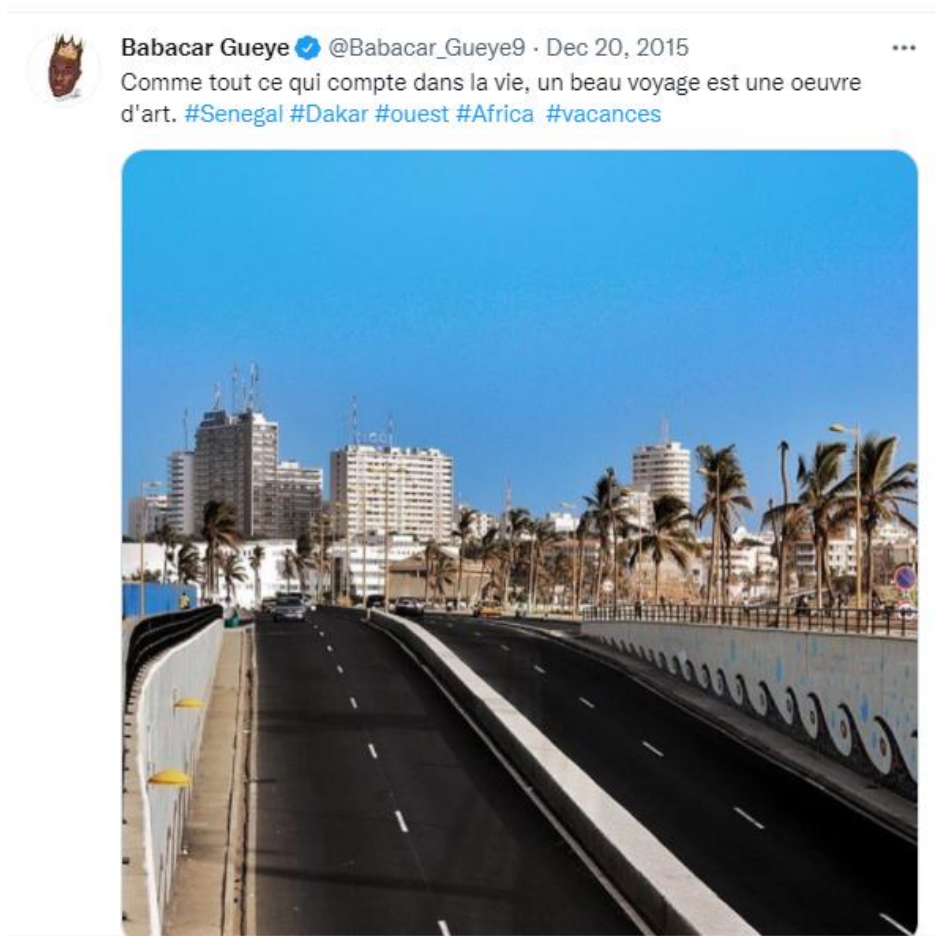 Babacar Gueye @Babacar_Gueye9 · Dec 20, 2015
Comme tout ce qui compte dans la vie, un beau voyage est une oeuvre
d'art. #Senegal #Dakar #ouest #Africa #vacances